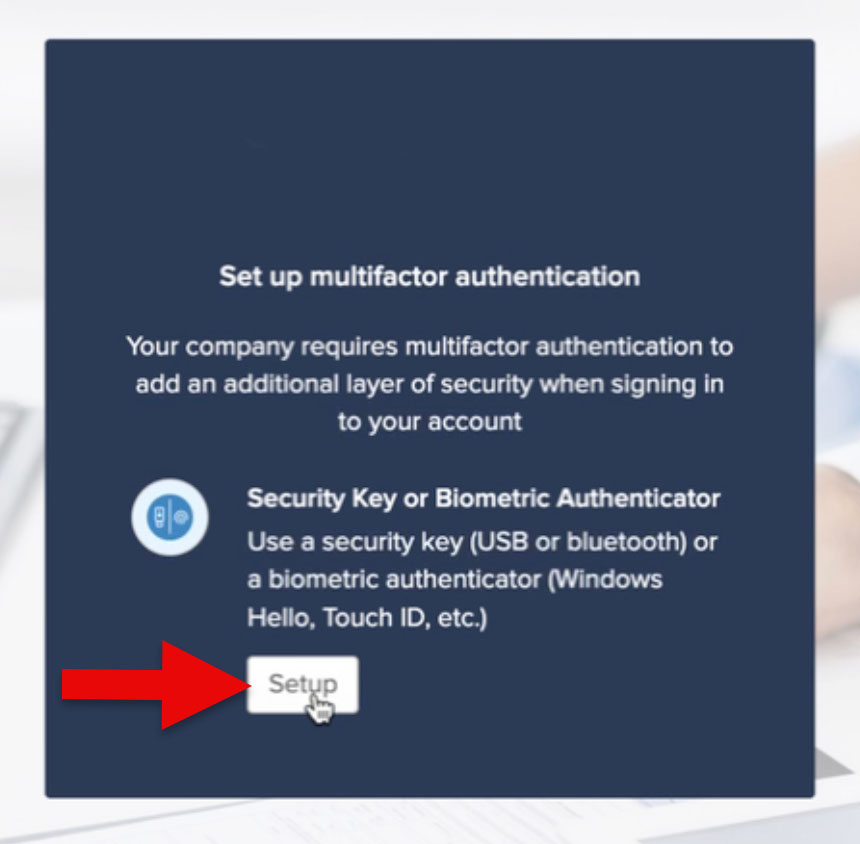 Set up multifactor authentication
Your company requires multifactor authentication to
add an additional layer of security when signing in
to your account
Security Key or Biometric Authenticator
Use a security key (USB or bluetooth) or
a biometric authenticator (Windows
Hello, Touch ID, etc.)
Setup